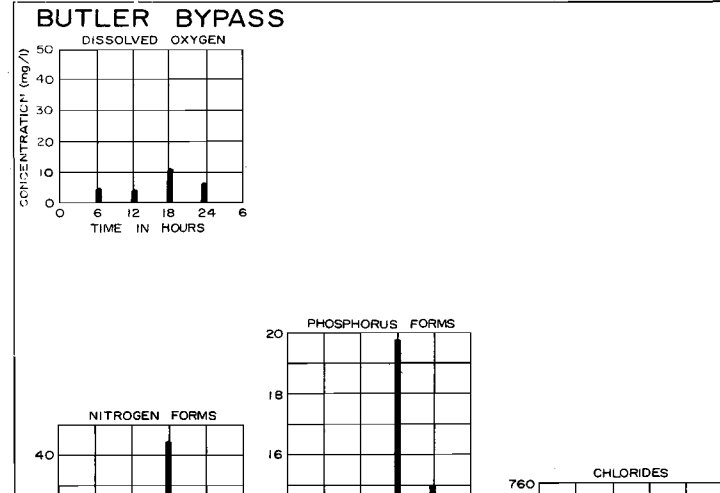 BUTLER BYPASS
DISSOLVED OXYGEN
CONCENTRATION (mg/l)
50
40
30
20
10
0
0 6 12 18 24 6
TIME IN HOURS
PHOSPHORUS FORMS
20
18
16
NITROGEN FORMS
40
CHLORIDES
760